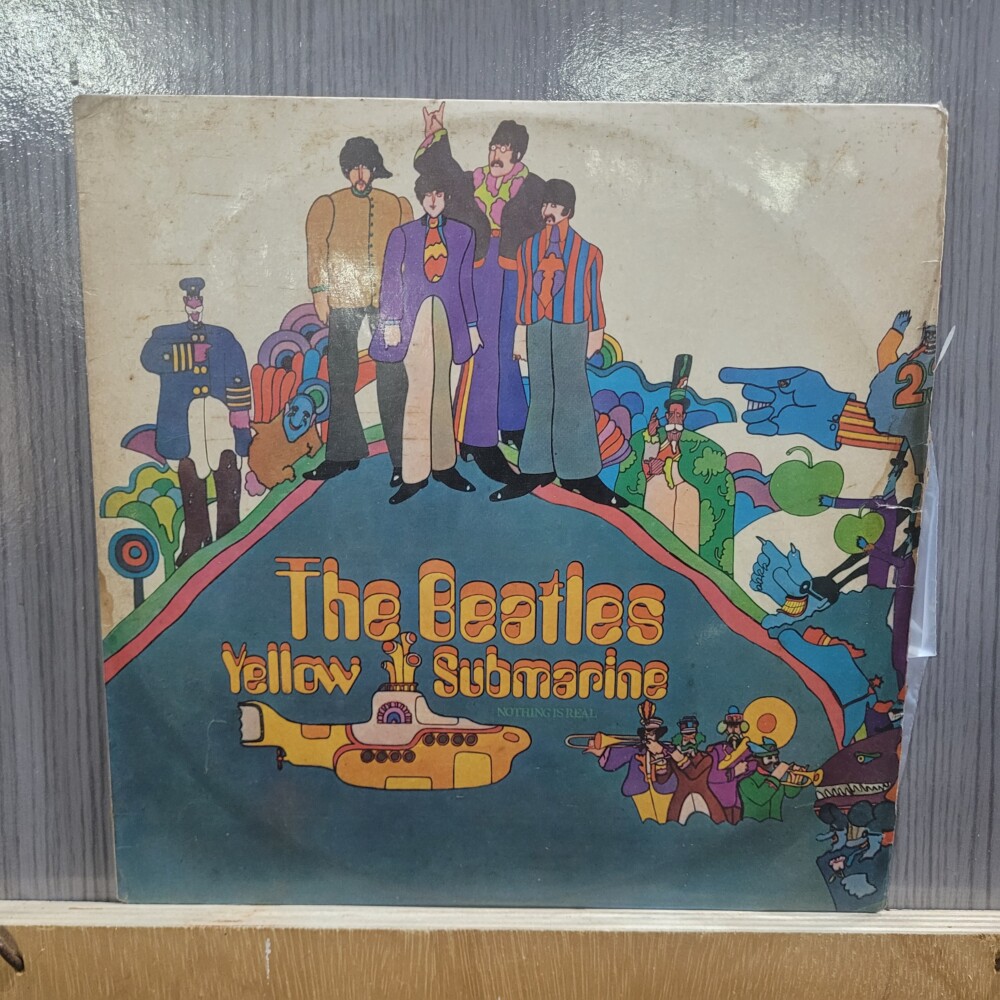 The Beatles
Yellow Submarine
NOTHING IS REAL
2